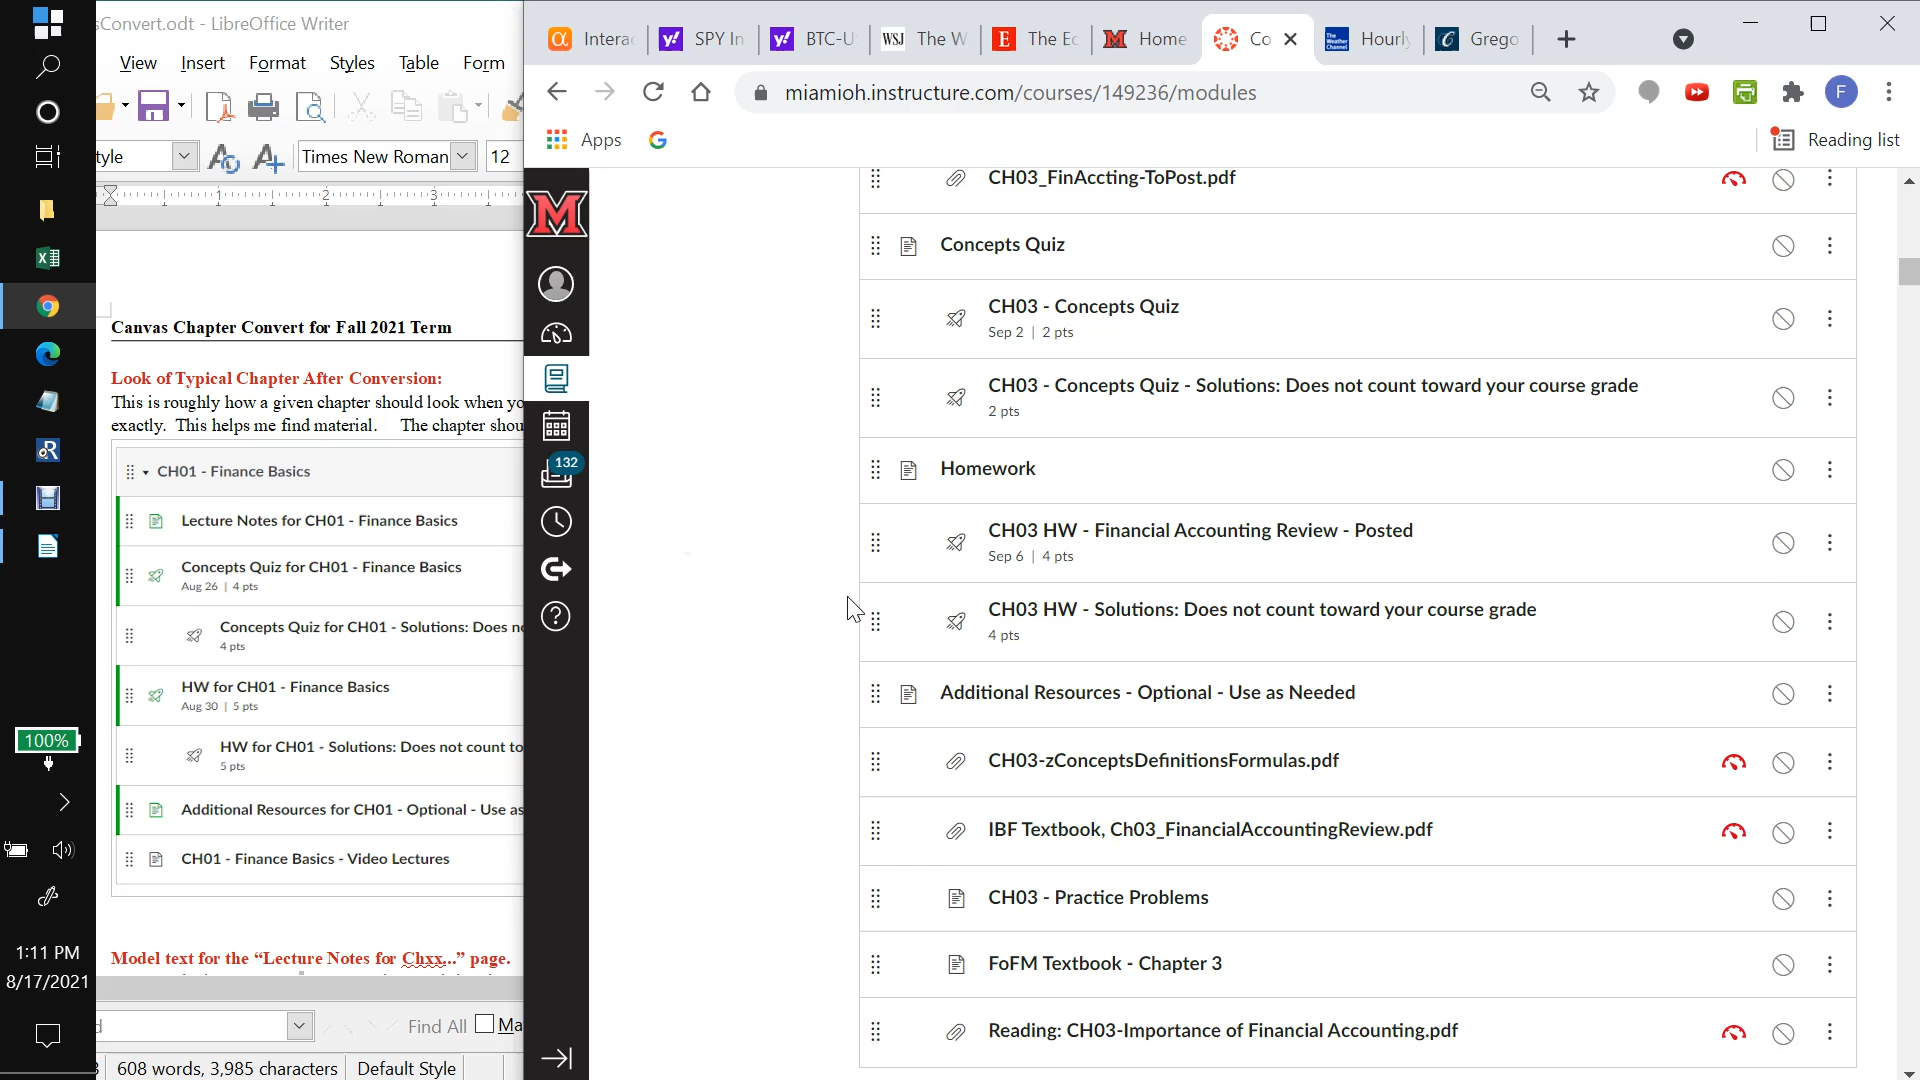 sConvert.odt - LibreOffice Writer
View Insert Format Styles Table Form
tyle
Times New Roman
12
1 2 3
Canvas Chapter Convert for Fall 2021 Term
Look of Typical Chapter After Conversion:
This is roughly how a given chapter should look when yo
exactly. This helps me find material. The chapter shou
CH01 - Finance Basics
Lecture Notes for CH01 - Finance Basics
Concepts Quiz for CH01 - Finance Basics
Aug 26 | 4 pts
Concepts Quiz for CH01 - Solutions: Does n
4 pts
HW for CH01 - Finance Basics
Aug 30 | 5 pts
HW for CH01 - Solutions: Does not count to
5 pts
Additional Resources for CH01 - Optional - Use as
CH01 - Finance Basics - Video Lectures
Model text for the “Lecture Notes for Chxx...” page.
Find All
Ma
608 words, 3,985 characters
Default Style
100%
1:11 PM
8/17/2021
Intera
SPY In
BTC-U
WSJ
The W
E
The Ec
Home
Co
The Weather Channel
Hourly
Grego
miamioh.instructure.com/courses/149236/modules
F
Apps
Reading list
M
132
CH03_FinAccting-ToPost.pdf
Concepts Quiz
CH03 - Concepts Quiz
Sep 2 | 2 pts
CH03 - Concepts Quiz - Solutions: Does not count toward your course grade
2 pts
Homework
CH03 HW - Financial Accounting Review - Posted
Sep 6 | 4 pts
CH03 HW - Solutions: Does not count toward your course grade
4 pts
Additional Resources - Optional - Use as Needed
CH03-zConceptsDefinitionsFormulas.pdf
IBF Textbook, Ch03_FinancialAccountingReview.pdf
CH03 - Practice Problems
FoFM Textbook - Chapter 3
Reading: CH03-Importance of Financial Accounting.pdf